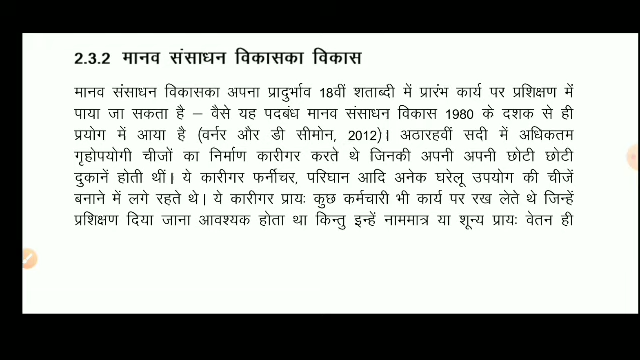 2.3.2 मानव संसाधन विकासका विकास
मानव संसाधन विकासका अपना प्रादुर्भाव 18वीं शताब्दी में प्रारंभ कार्य पर प्रशिक्षण में
पाया जा सकता है – वैसे यह पदबंध मानव संसाधन विकास 1980 के दशक से ही
प्रयोग में आया है (वर्नर और डी सीमोन, 2012)। अठारहवीं सदी में अधिकतम
गृहोपयोगी चीजों का निर्माण कारीगर करते थे जिनकी अपनी अपनी छोटी छोटी
दुकानें होती थीं। ये कारीगर फर्नीचर, परिघान आदि अनेक घरेलू उपयोग की चीजें
बनाने में लगे रहते थे। ये कारीगर प्रायः कुछ कर्मचारी भी कार्य पर रख लेते थे जिन्हें
प्रशिक्षण दिया जाना आवश्यक होता था किन्तु इन्हें नाममात्र या शून्य प्रायः वेतन ही